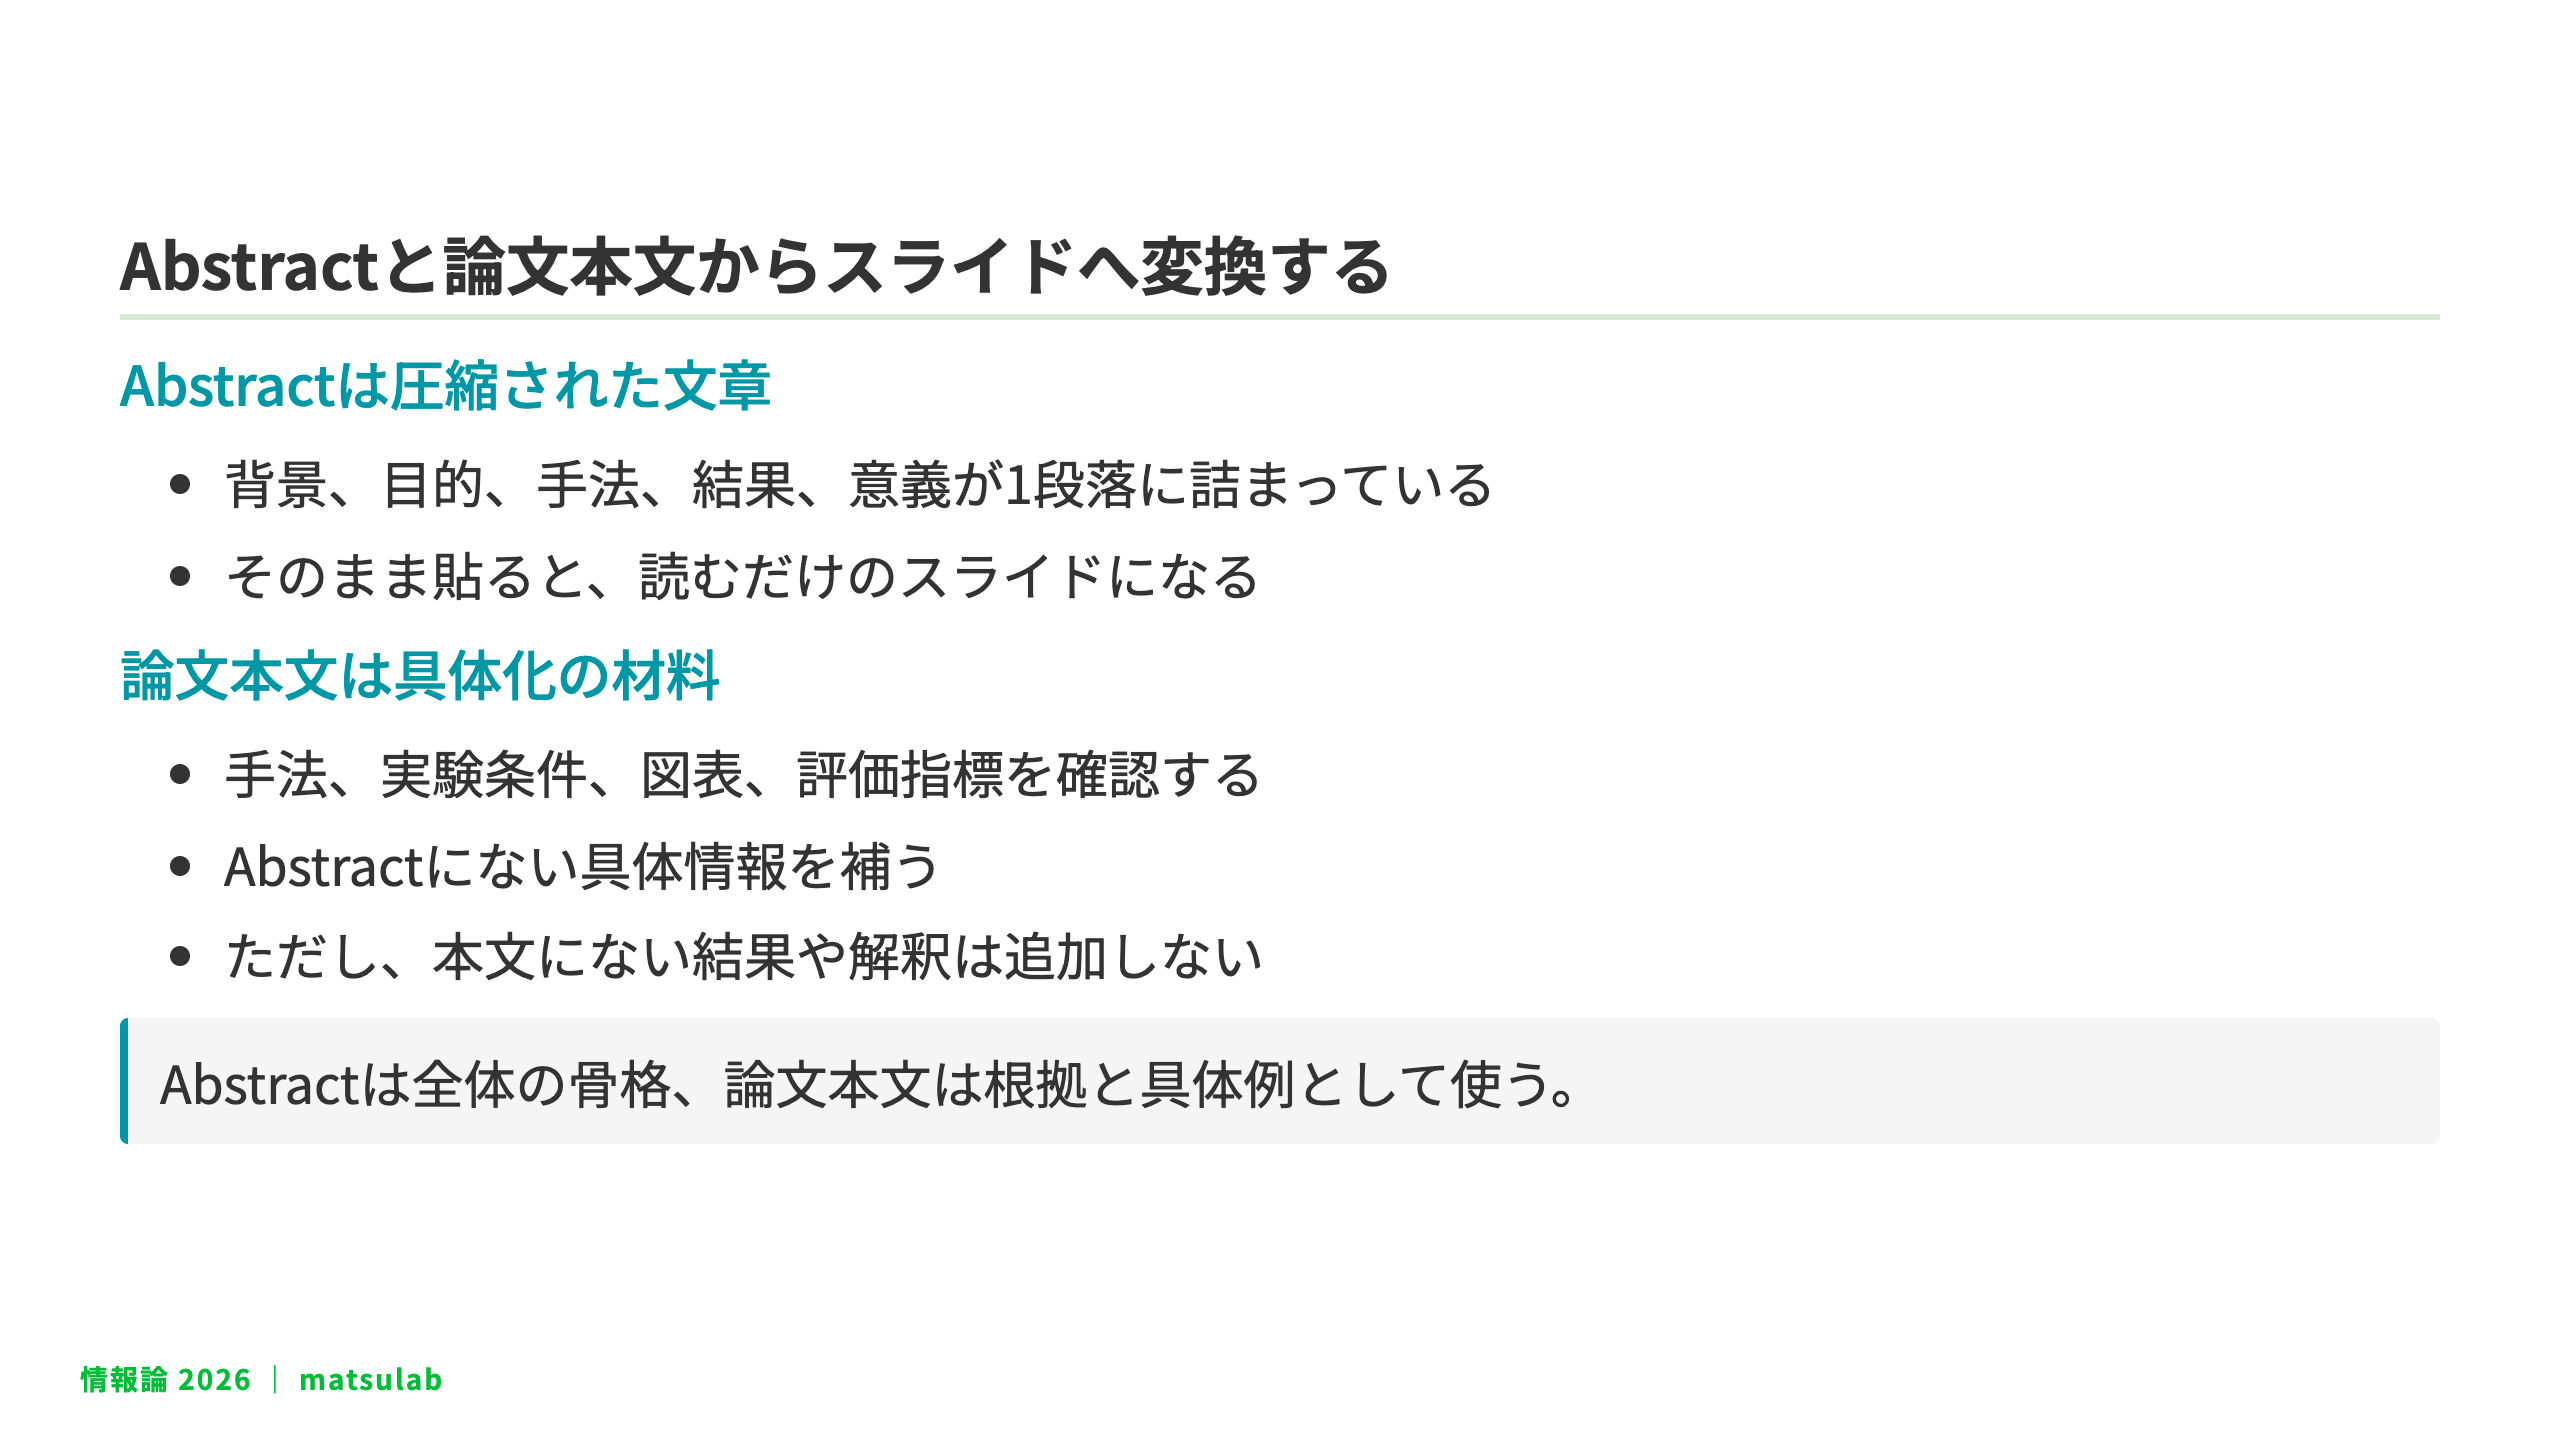 Abstractと論文本文からスライドへ変換する
Abstractは圧縮された文章
• 背景、目的、手法、結果、意義が1段落に詰まっている
• そのまま貼ると、読むだけのスライドになる
論文本文は具体化の材料
• 手法、実験条件、図表、評価指標を確認する
• Abstractにない具体情報を補う
• ただし、本文にない結果や解釈は追加しない
Abstractは全体の骨格、論文本文は根拠と具体例として使う。
情報論 2026 ｜ matsulab